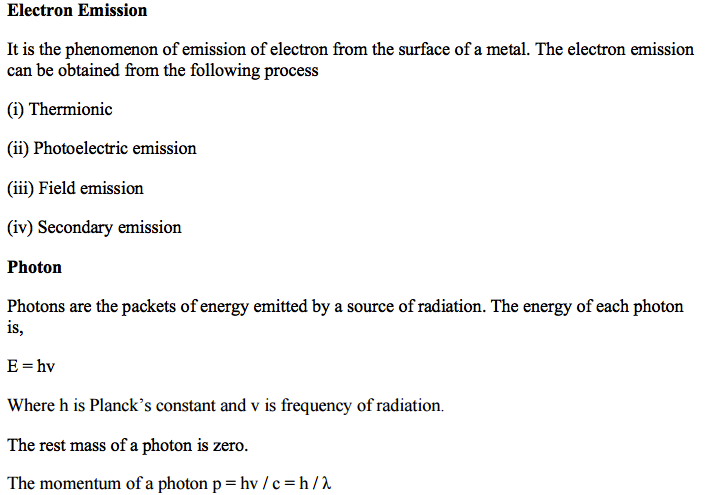 Electron Emission
It is the phenomenon of emission of electron from the surface of a metal. The electron emission
can be obtained from the following process
(i) Thermionic
(ii) Photoelectric emission
(iii) Field emission
(iv) Secondary emission
Photon
Photons are the packets of energy emitted by a source of radiation. The energy of each photon
is,
E = hv
Where h is Planck’s constant and v is frequency of radiation.
The rest mass of a photon is zero.
The momentum of a photon p = hv / c = h / λ